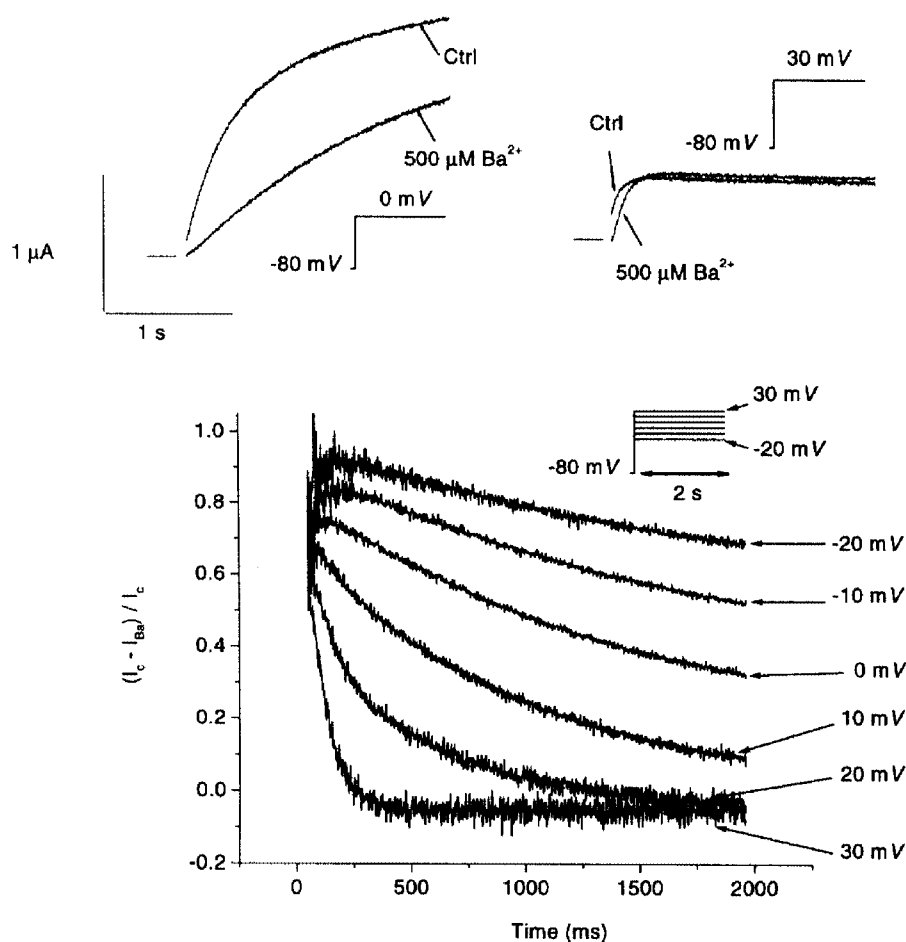 Ctrl
500 µM Ba²⁺
0 mV
-80 mV
1 µA
1 s
30 mV
Ctrl
-80 mV
500 µM Ba²⁺
30 mV
-20 mV
-80 mV
2 s
1.0
0.8
0.6
0.4
0.2
0.0
-0.2
(I_c - I_Ba) / I_c
-20 mV
-10 mV
0 mV
10 mV
20 mV
30 mV
0
500
1000
1500
2000
Time (ms)